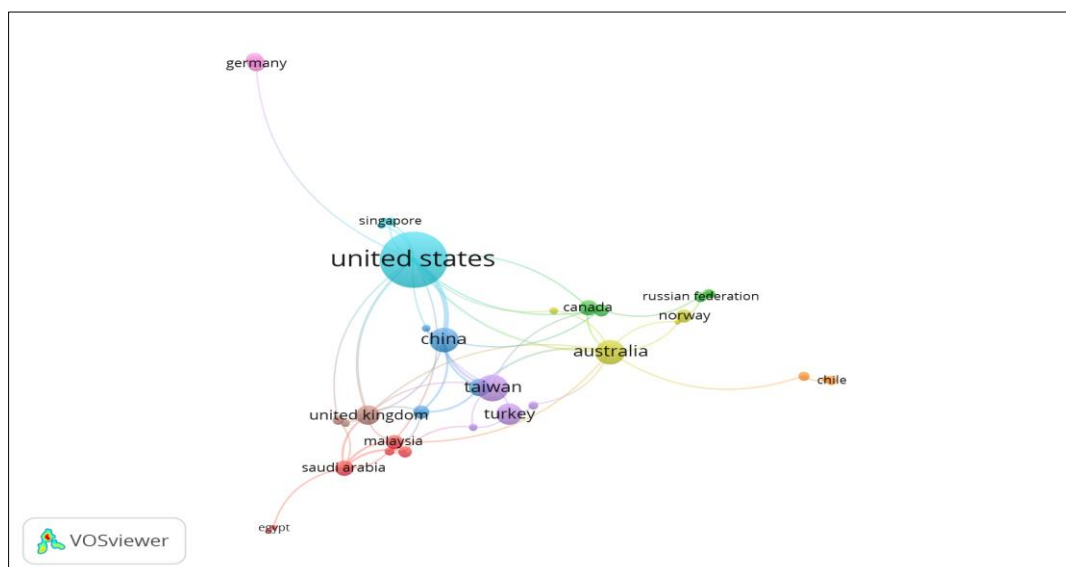 germany
singapore
united states
russian federation
canada
norway
china
australia
chile
taiwan
united kingdom
turkey
malaysia
saudi arabia
egypt
VOSviewer